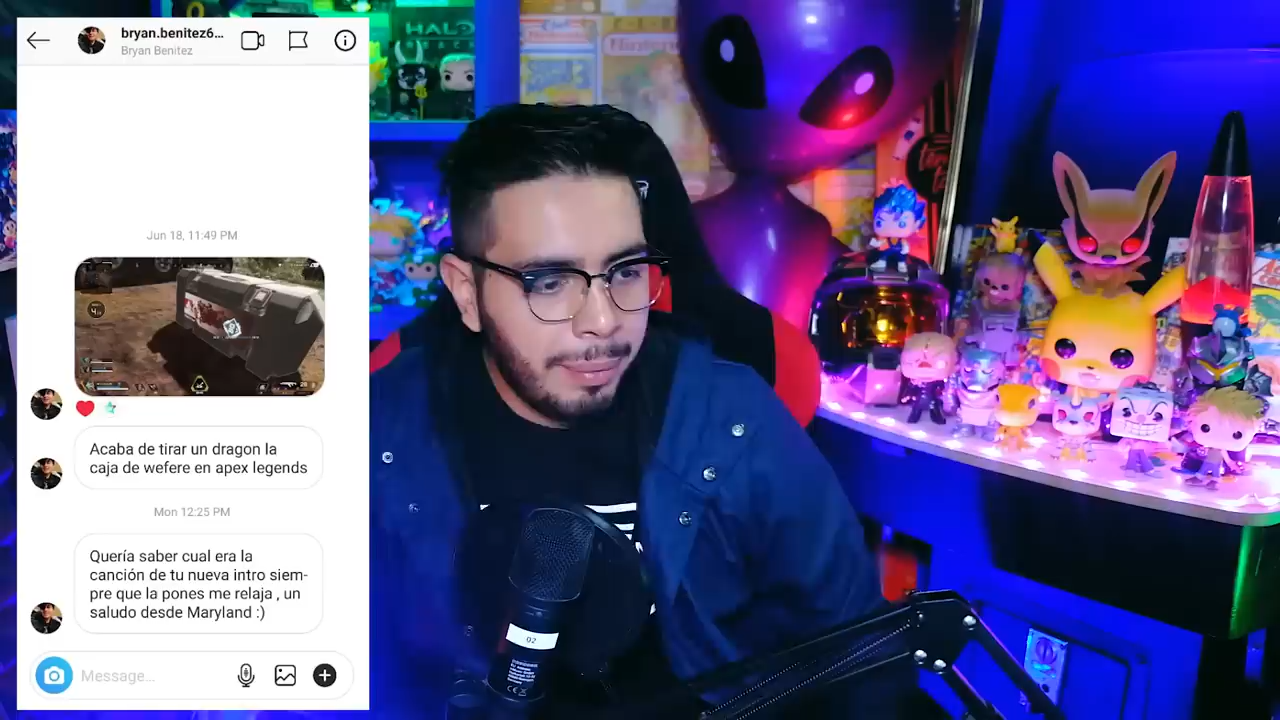 bryan.benitez6...
Bryan Benitez
Jun 18, 11:49 PM
Acaba de tirar un dragon la
caja de wefere en apex legends
Mon 12:25 PM
Quería saber cual era la
canción de tu nueva intro siem-
pre que la pones me relaja , un
saludo desde Maryland :)
Message...
HALO
02